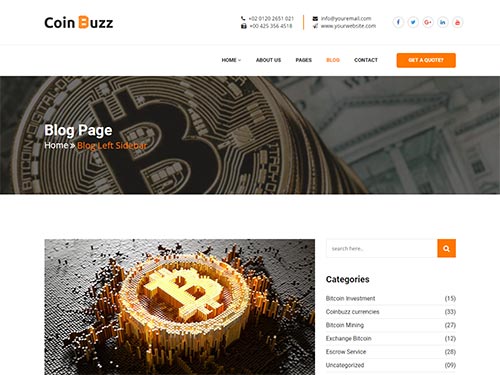 Coin Buzz
+02 0120 2651 021
+00 425 356 4518
info@youremail.com
www.yourwebsite.com
HOME
ABOUT US
PAGES
BLOG
CONTACT
GET A QUOTE?
Blog Page
Home » Blog Left Sidebar
search here..
Categories
Bitcoin Investment (15)
Coinbuzz currencies (33)
Bitcoin Mining (27)
Exchange Bitcoin (12)
Escrow Service (28)
Uncategorized (09)